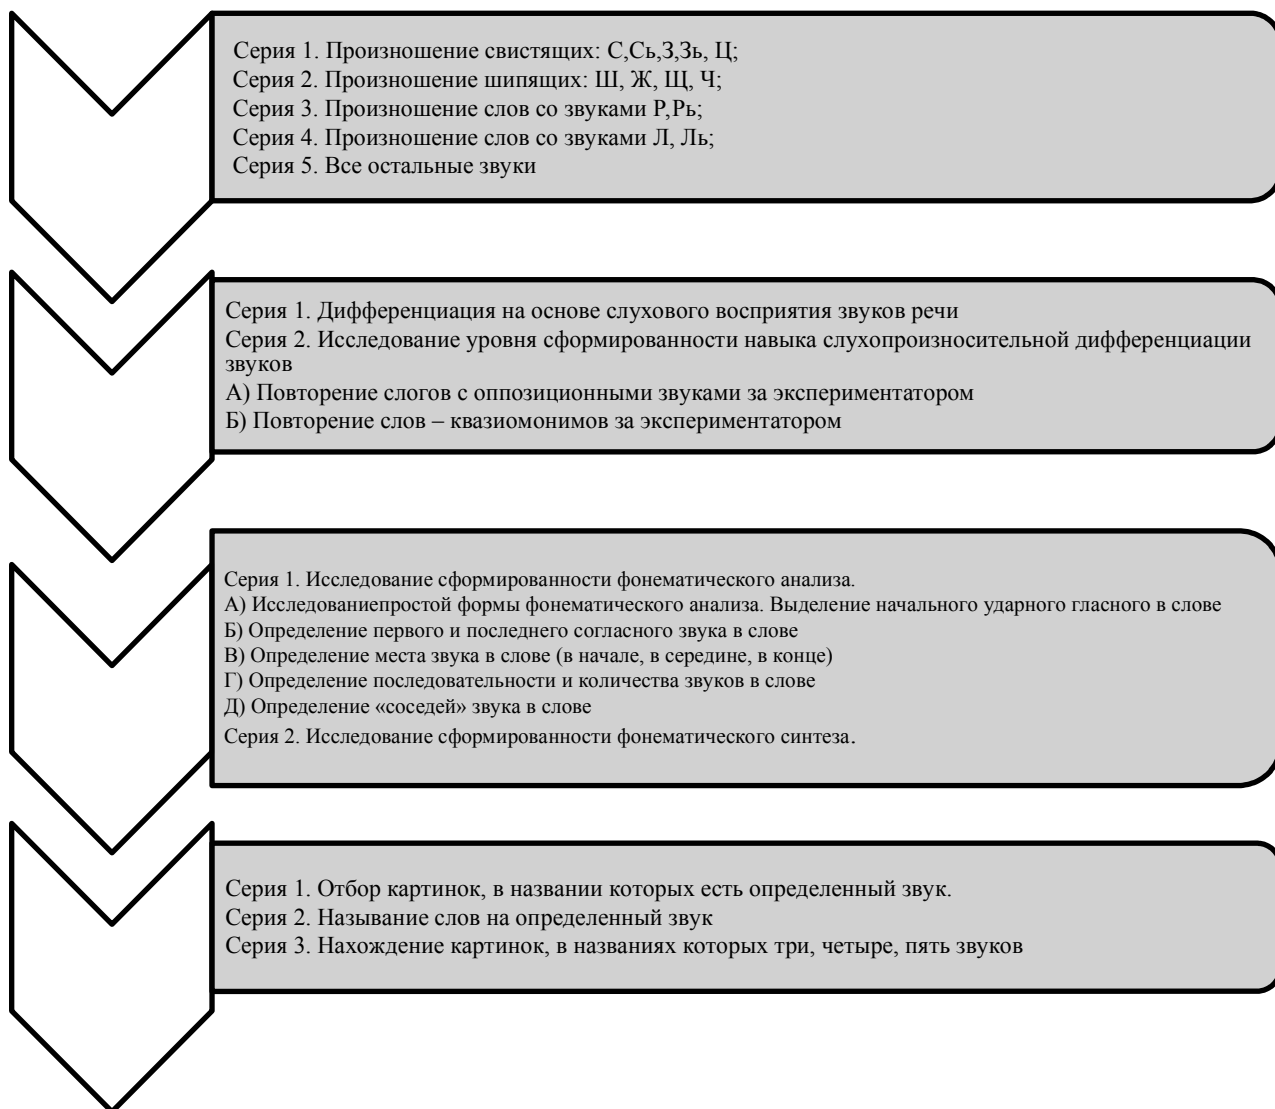 Серия 1. Произношение свистящих: С,Сь,З,Зь, Ц;
Серия 2. Произношение шипящих: Ш, Ж, Щ, Ч;
Серия 3. Произношение слов со звуками Р,Рь;
Серия 4. Произношение слов со звуками Л, Ль;
Серия 5. Все остальные звуки
Серия 1. Дифференциация на основе слухового восприятия звуков речи
Серия 2. Исследование уровня сформированности навыка слухопроизносительной дифференциации
звуков
А) Повторение слогов с оппозиционными звуками за экспериментатором
Б) Повторение слов – квазиомонимов за экспериментатором
Серия 1. Исследование сформированности фонематического анализа.
А) Исследованиепростой формы фонематического анализа. Выделение начального ударного гласного в слове
Б) Определение первого и последнего согласного звука в слове
В) Определение места звука в слове (в начале, в середине, в конце)
Г) Определение последовательности и количества звуков в слове
Д) Определение «соседей» звука в слове
Серия 2. Исследование сформированности фонематического синтеза.
Серия 1. Отбор картинок, в названии которых есть определенный звук.
Серия 2. Называние слов на определенный звук
Серия 3. Нахождение картинок, в названиях которых три, четыре, пять звуков